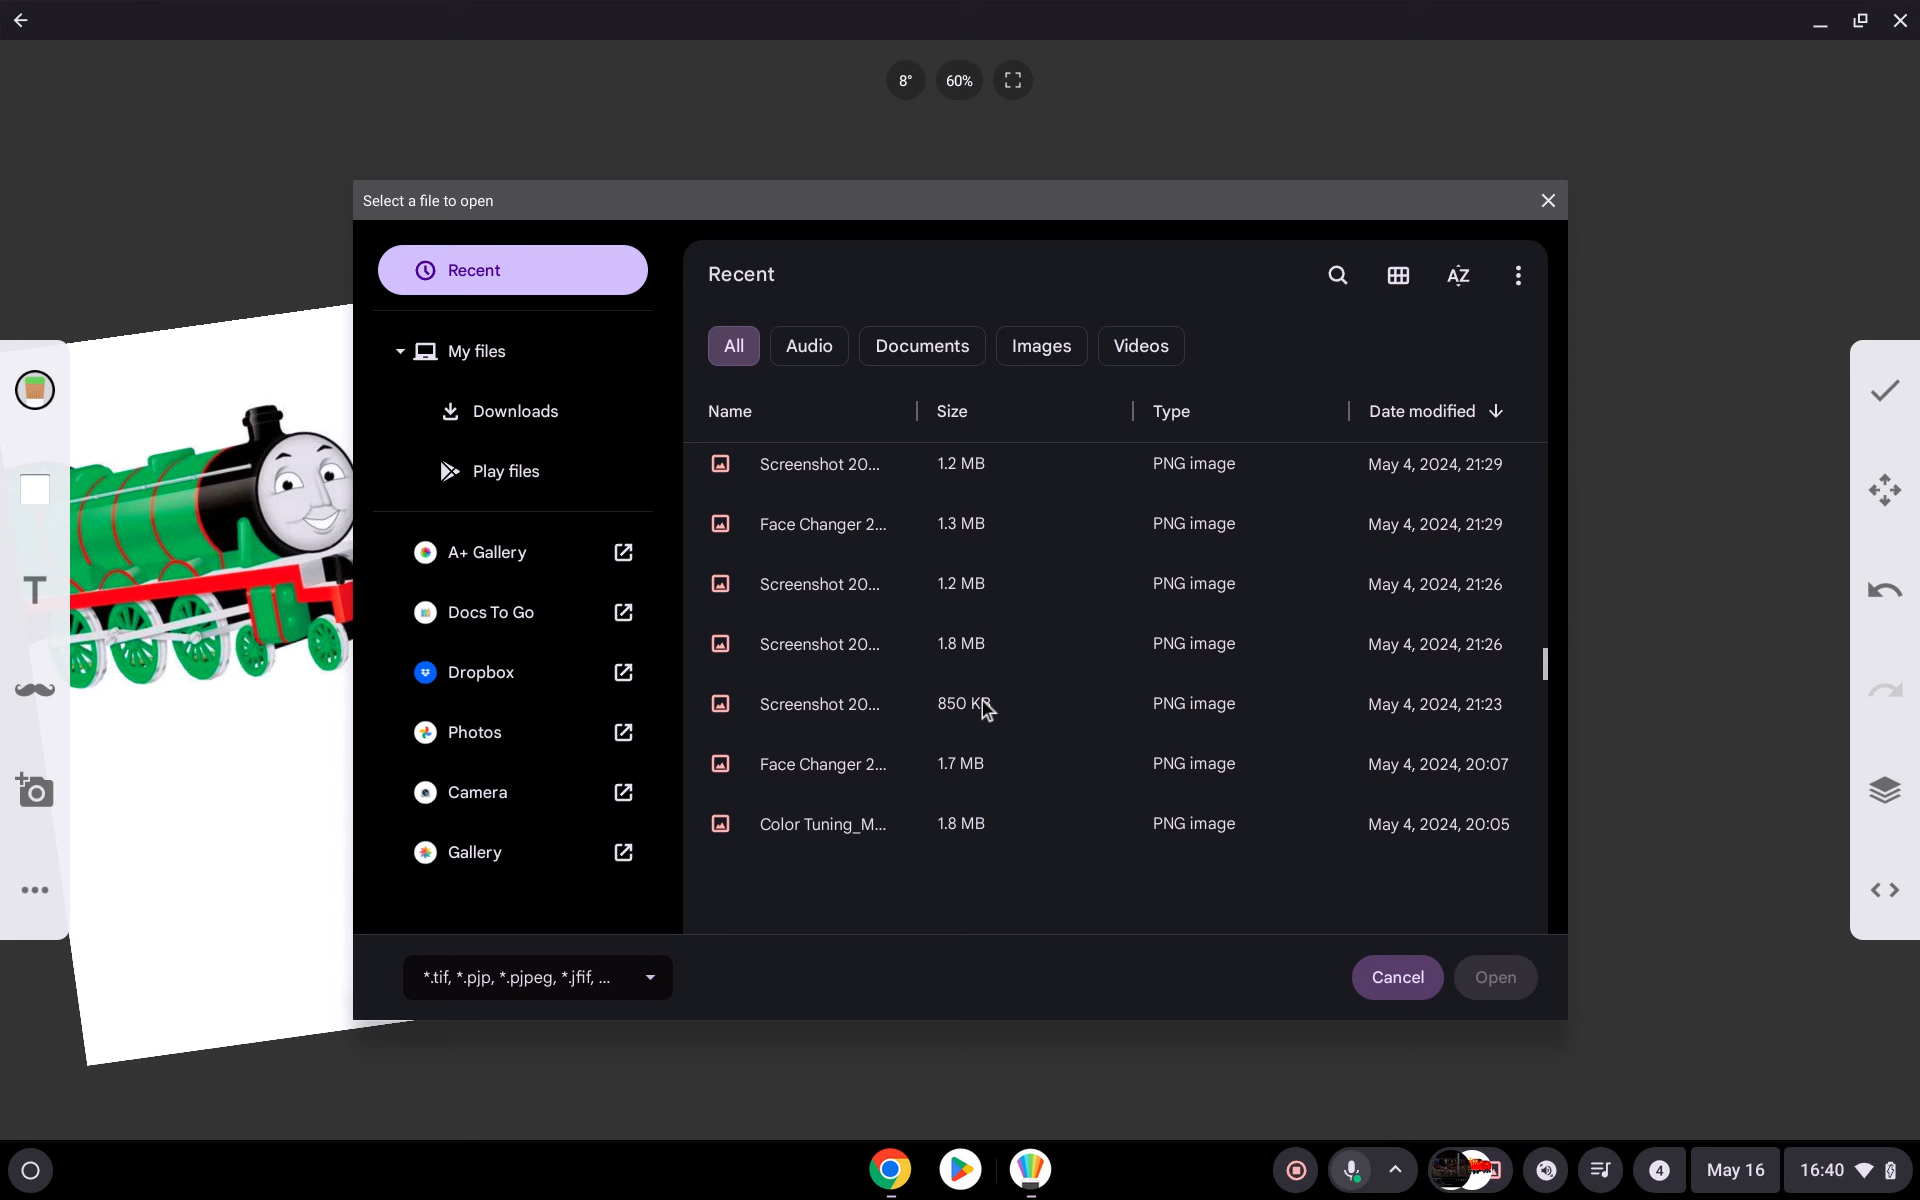 8°
60%
Select a file to open
Recent
My files
Downloads
Play files
A+ Gallery
Docs To Go
Dropbox
Photos
Camera
Gallery
Recent
All
Audio
Documents
Images
Videos
Name
Size
Type
Date modified
Screenshot 20... 1.2 MB PNG image May 4, 2024, 21:29
Face Changer 2... 1.3 MB PNG image May 4, 2024, 21:29
Screenshot 20... 1.2 MB PNG image May 4, 2024, 21:26
Screenshot 20... 1.8 MB PNG image May 4, 2024, 21:26
Screenshot 20... 850 KB PNG image May 4, 2024, 21:23
Face Changer 2... 1.7 MB PNG image May 4, 2024, 20:07
Color Tuning_M... 1.8 MB PNG image May 4, 2024, 20:05
*.tif, *.pjp, *.pjpeg, *.jfif, ...
Cancel
Open
T
4
May 16
16:40